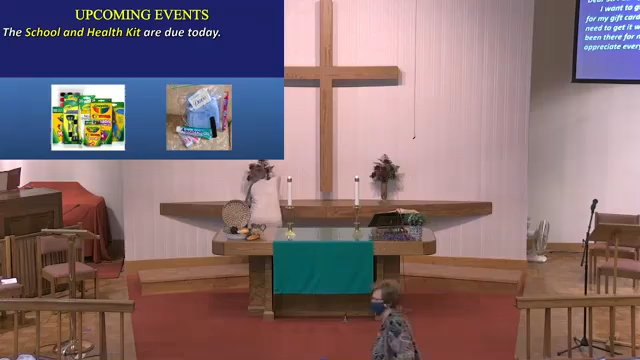 UPCOMING EVENTS
The School and Health Kit are due today.
I want to
for my gift card
need to get it w
been there for m
appreciate ever